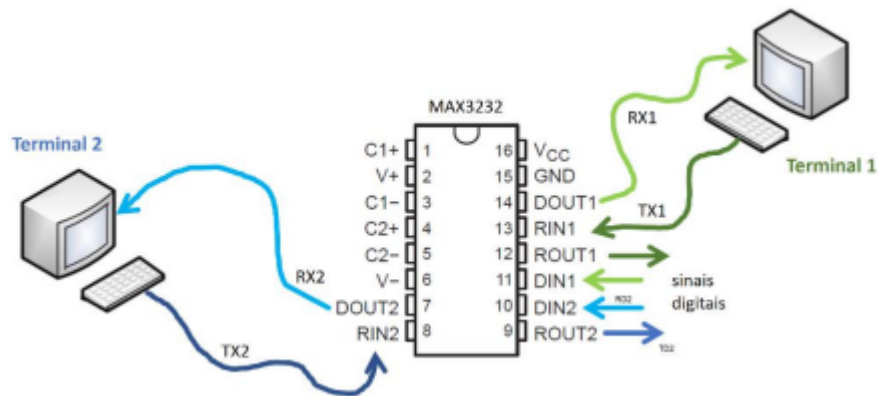 MAX3232
Terminal 2
Terminal 1
RX1
TX1
RX2
TX2
C1+ 1 16 VCC
V+ 2 15 GND
C1− 3 14 DOUT1
C2+ 4 13 RIN1
C2− 5 12 ROUT1
V− 6 11 DIN1
DOUT2 7 10 DIN2
RIN2 8 9 ROUT2
sinais
digitais
RD2
TD2